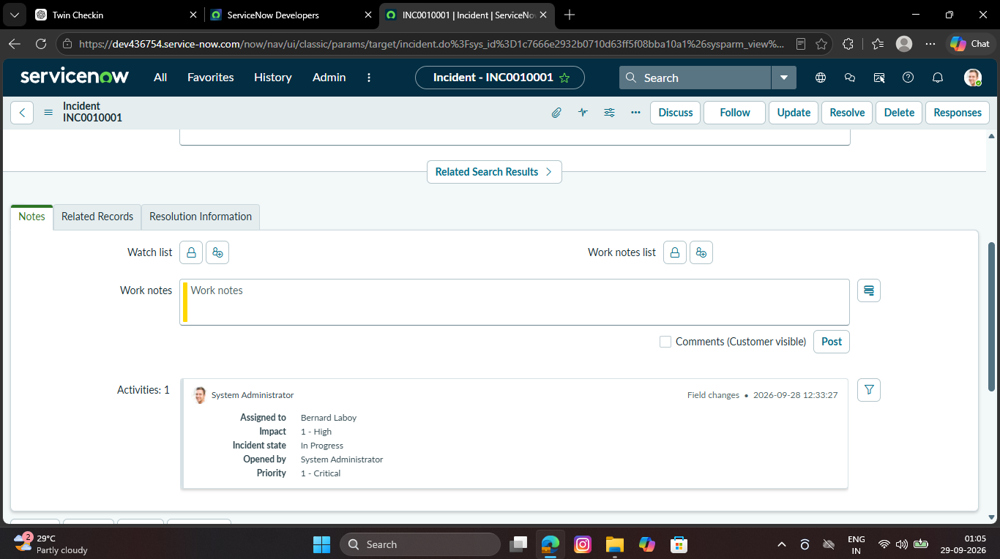 Twin Checkin
ServiceNow Developers
INC0010001 | Incident | ServiceNo
https://dev436754.service-now.com/now/nav/ui/classic/params/target/incident.do%3Fsys_id%3D1c7666e2932b0710d63ff5f08bba10a1%26sysparm_view%...
Chat
servicenow All Favorites History Admin Incident - INC0010001 Search
Incident
INC0010001
Discuss Follow Update Resolve Delete Responses
Related Search Results
Notes Related Records Resolution Information
Watch list Work notes list
Work notes Work notes
Comments (Customer visible) Post
Activities: 1
System Administrator Field changes • 2026-09-28 12:33:27
Assigned to Bernard Laboy
Impact 1 - High
Incident state In Progress
Opened by System Administrator
Priority 1 - Critical
2
29°C
Partly cloudy
Search
ENG
IN
01:05
29-09-2026